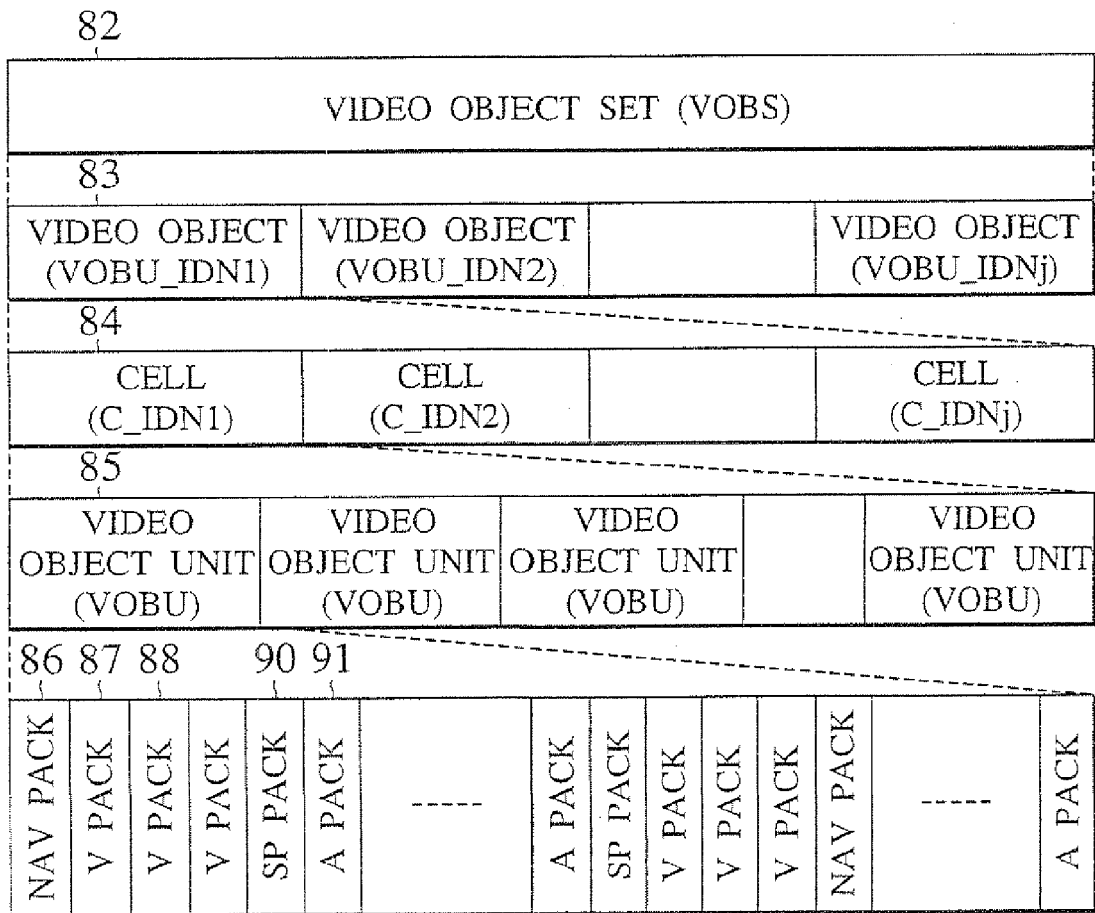 82
VIDEO OBJECT SET (VOBS)
83
VIDEO OBJECT
(VOBU_IDN1)
VIDEO OBJECT
(VOBU_IDN2)
VIDEO OBJECT
(VOBU_IDNj)
84
CELL
(C_IDN1)
CELL
(C_IDN2)
CELL
(C_IDNj)
85
VIDEO
OBJECT UNIT
(VOBU)
VIDEO
OBJECT UNIT
(VOBU)
VIDEO
OBJECT UNIT
(VOBU)
VIDEO
OBJECT UNIT
(VOBU)
86 87 88 90 91
NAV PACK
V PACK
V PACK
V PACK
SP PACK
A PACK
A PACK
SP PACK
V PACK
V PACK
V PACK
NAV PACK
A PACK